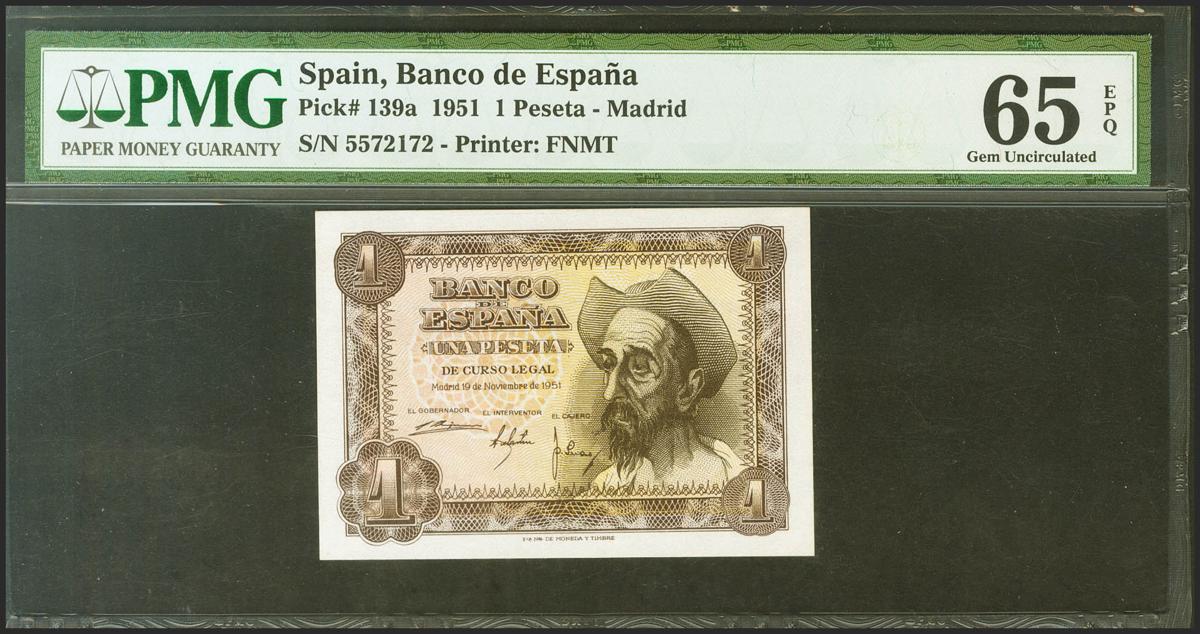 PMG
PAPER MONEY GUARANTY
Spain, Banco de España
Pick# 139a 1951 1 Peseta - Madrid
S/N 5572172 - Printer: FNMT
65
EPQ
Gem Uncirculated
1
1
BANCO
DE
ESPAÑA
UNA PESETA
DE CURSO LEGAL
Madrid 19 de Noviembre de 1951
EL GOBERNADOR EL INTERVENTOR EL CAJERO
1
1
DE MONEDA Y TIMBRE